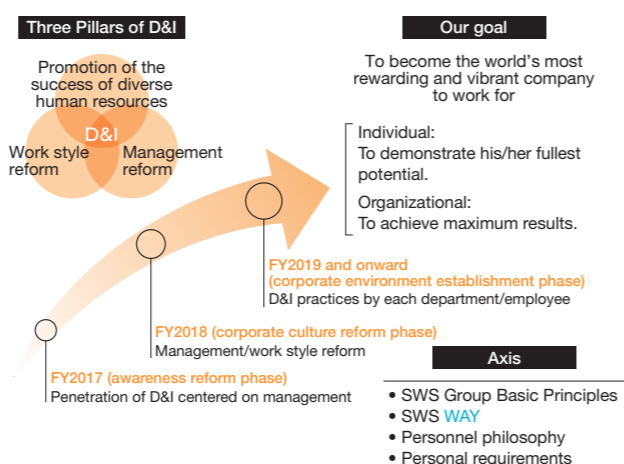 Three Pillars of D&I
Promotion of the
success of diverse
human resources
D&I
Work style
reform
Management
reform
Our goal
To become the world's most
rewarding and vibrant company
to work for
Individual:
To demonstrate his/her fullest
potential.
Organizational:
To achieve maximum results.
FY2019 and onward
(corporate environment establishment phase)
D&I practices by each department/employee
FY2018 (corporate culture reform phase)
Management/work style reform
FY2017 (awareness reform phase)
Penetration of D&I centered on management
Axis
• SWS Group Basic Principles
• SWS WAY
• Personnel philosophy
• Personal requirements